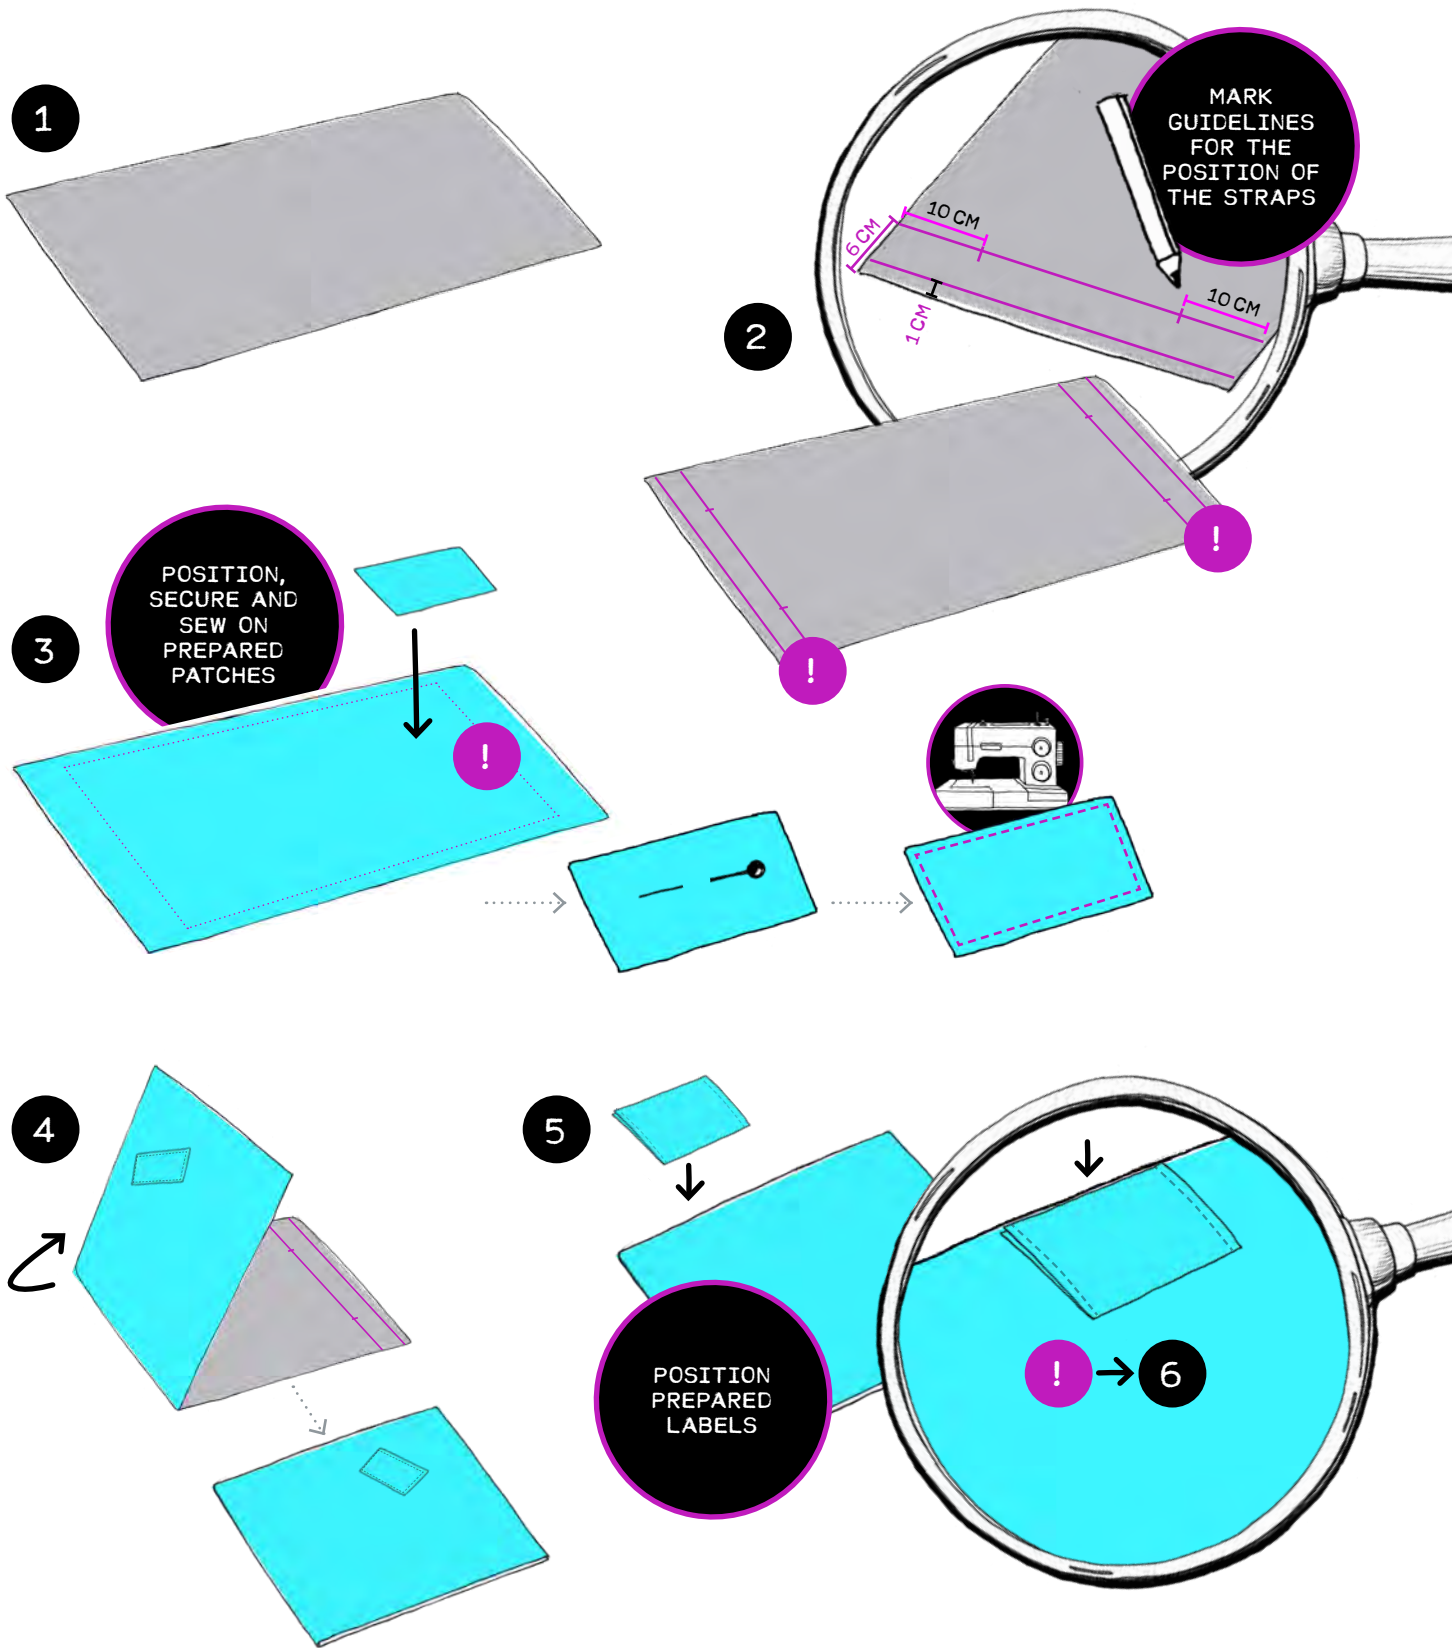 1
MARK
GUIDELINES
FOR THE
POSITION OF
THE STRAPS
10 CM
6 CM
10 CM
1 CM
2
!
!
POSITION,
SECURE AND
SEW ON
PREPARED
PATCHES
3
!
4
5
POSITION
PREPARED
LABELS
! → 6